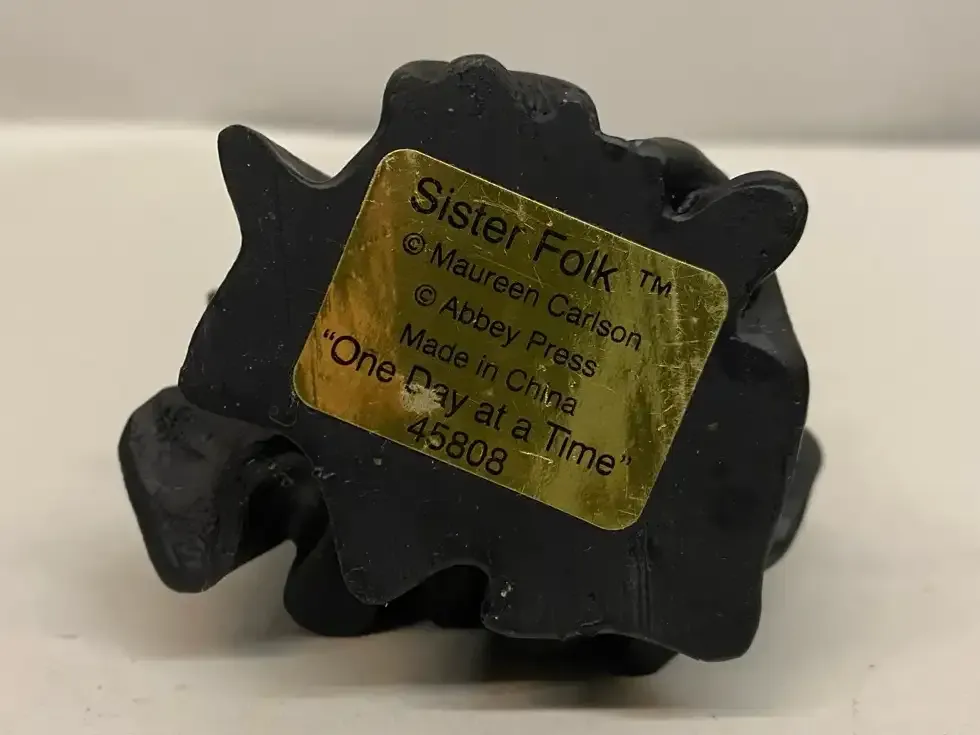 Sister Folk ™
© Maureen Carlson
© Abbey Press
Made in China
“One Day at a Time”
45808